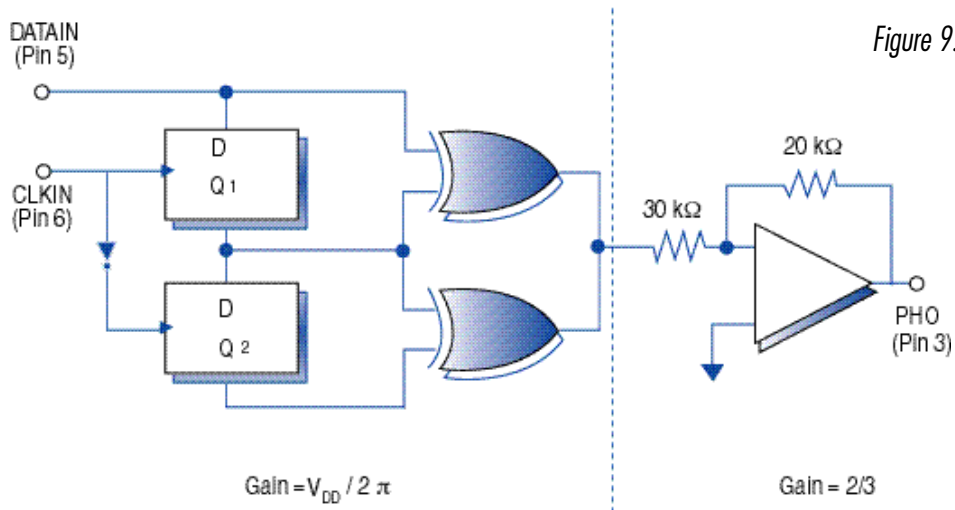 DATAIN
(Pin 5)
Figure 9.
D
Q 1
CLKIN
(Pin 6)
20 kΩ
30 kΩ
D
Q 2
PHO
(Pin 3)
Gain = V_DD / 2 π
Gain = 2/3